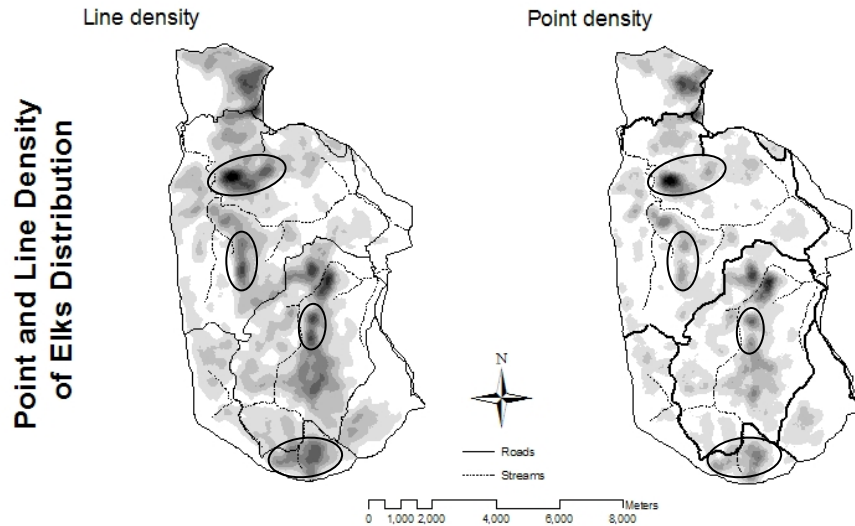 Line density
Point density
Point and Line Density
of Elks Distribution
N
Roads
Streams
Meters
0 1,000 2,000 4,000 6,000 8,000